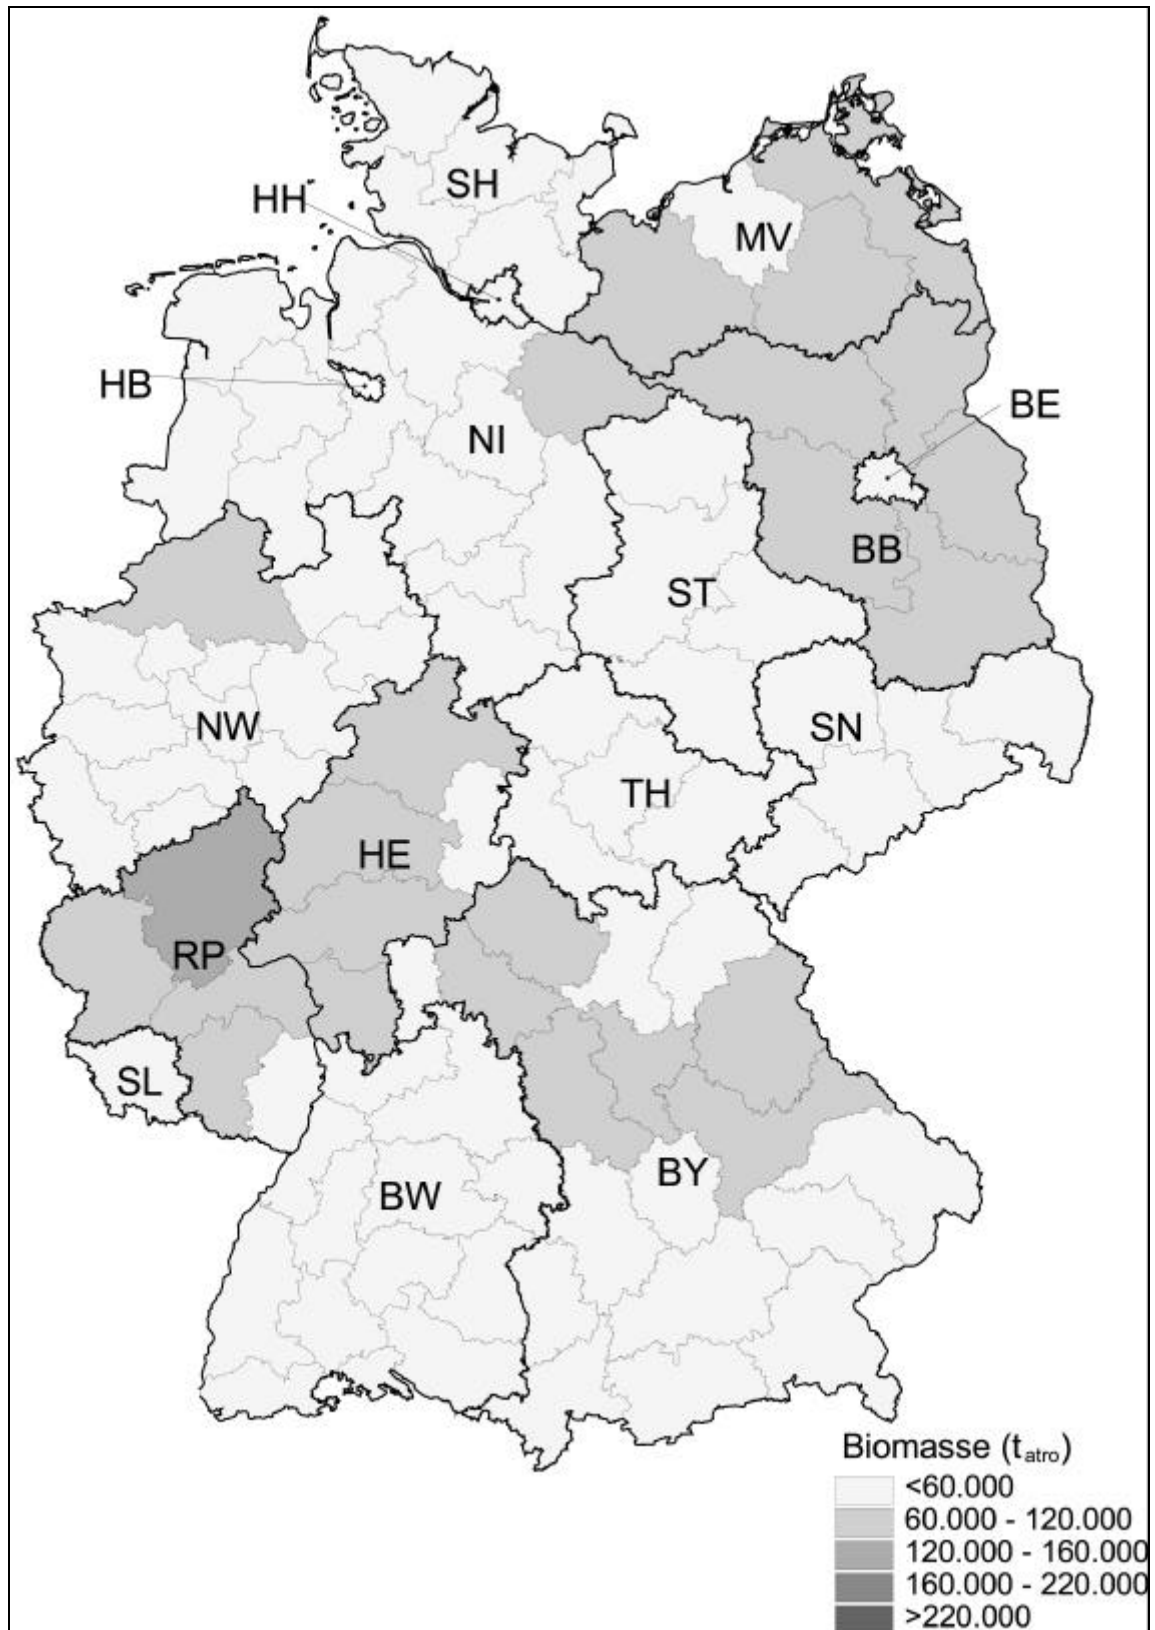 SH
HH
MV
HB
BE
NI
BB
ST
NW
SN
TH
HE
RP
SL
BY
BW
Biomasse (t atro)
<60.000
60.000 - 120.000
120.000 - 160.000
160.000 - 220.000
>220.000